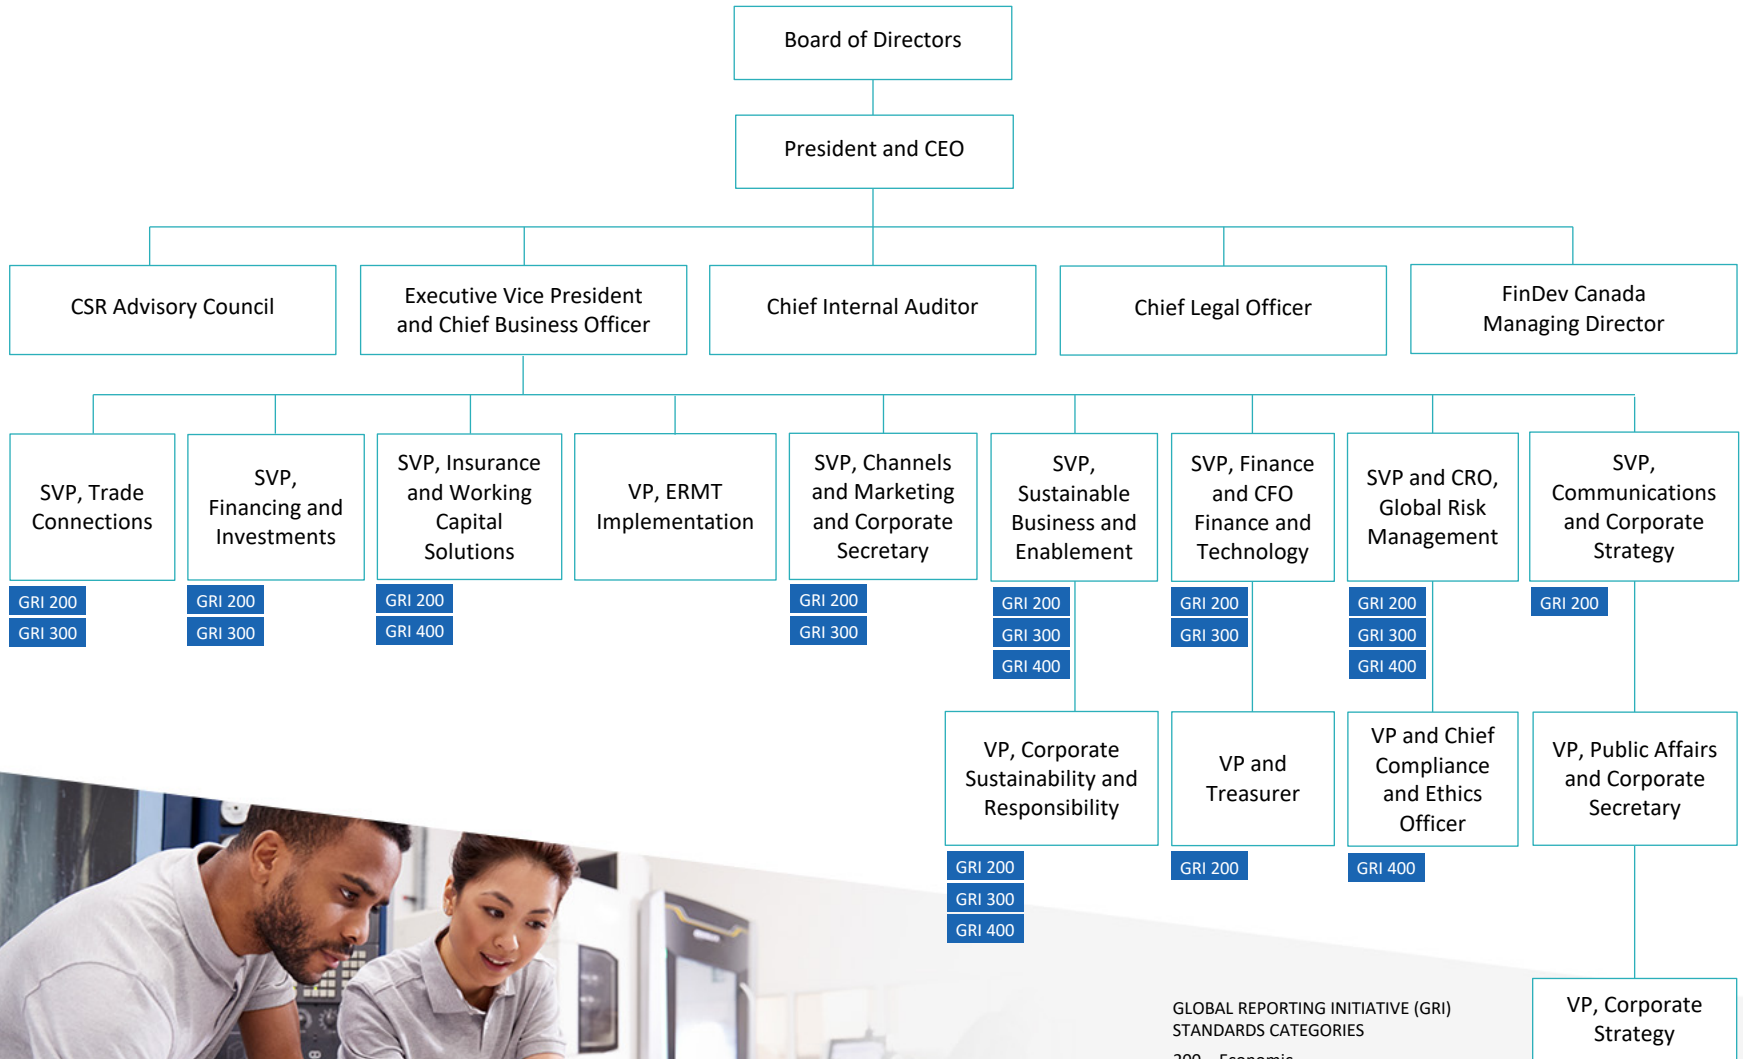 Board of Directors
President and CEO
CSR Advisory Council
Executive Vice President
and Chief Business Officer
Chief Internal Auditor
Chief Legal Officer
FinDev Canada
Managing Director
SVP, Trade
Connections
GRI 200
GRI 300
SVP,
Financing and
Investments
GRI 200
GRI 300
SVP, Insurance
and Working
Capital
Solutions
GRI 200
GRI 400
VP, ERMT
Implementation
SVP, Channels
and Marketing
and Corporate
Secretary
GRI 200
GRI 300
SVP,
Sustainable
Business and
Enablement
GRI 200
GRI 300
GRI 400
SVP, Finance
and CFO
Finance and
Technology
GRI 200
GRI 300
SVP and CRO,
Global Risk
Management
GRI 200
GRI 300
GRI 400
SVP,
Communications
and Corporate
Strategy
GRI 200
VP, Corporate
Sustainability and
Responsibility
GRI 200
GRI 300
GRI 400
VP and
Treasurer
GRI 200
VP and Chief
Compliance
and Ethics
Officer
GRI 400
VP, Public Affairs
and Corporate
Secretary
VP, Corporate
Strategy
GLOBAL REPORTING INITIATIVE (GRI)
STANDARDS CATEGORIES
200 – Economic